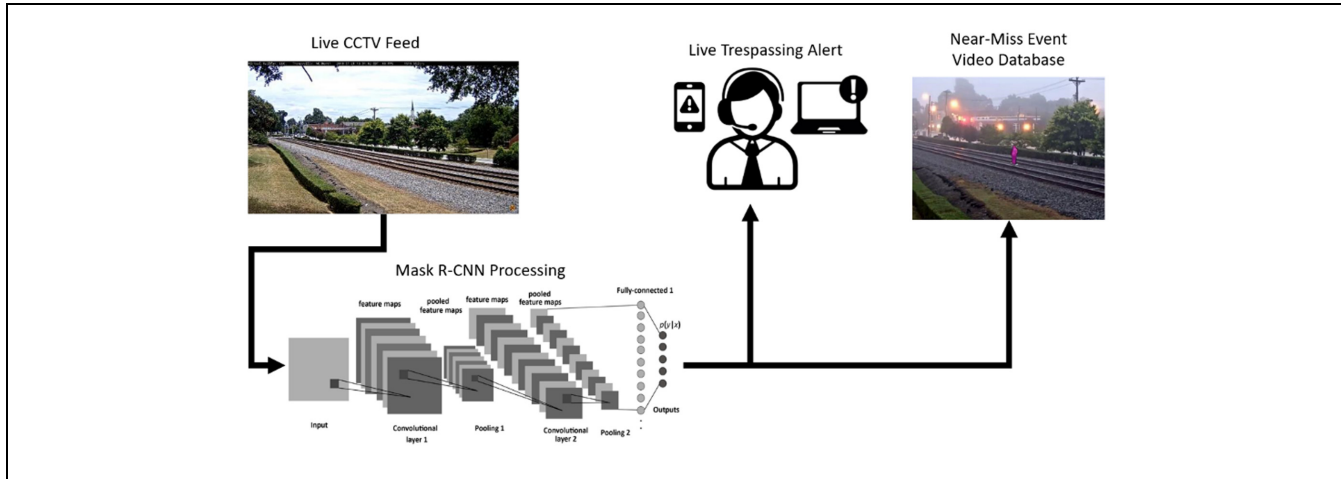 Live CCTV Feed
Live Trespassing Alert
Near-Miss Event
Video Database
Mask R-CNN Processing
feature maps
pooled
feature maps
feature maps
pooled
feature maps
Fully-connected 1
p(y|x)
Input
Convolutional
layer 1
Pooling 1
Convolutional
layer 2
Pooling 2
Outputs